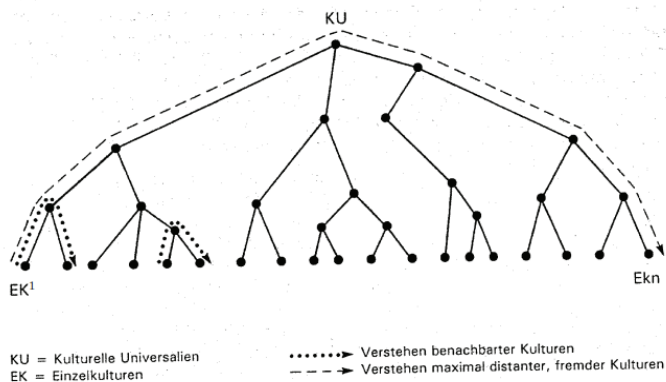 KU
EK¹
Ekn
KU = Kulturelle Universalien
EK = Einzelkulturen
Verstehen benachbarter Kulturen
Verstehen maximal distanter, fremder Kulturen